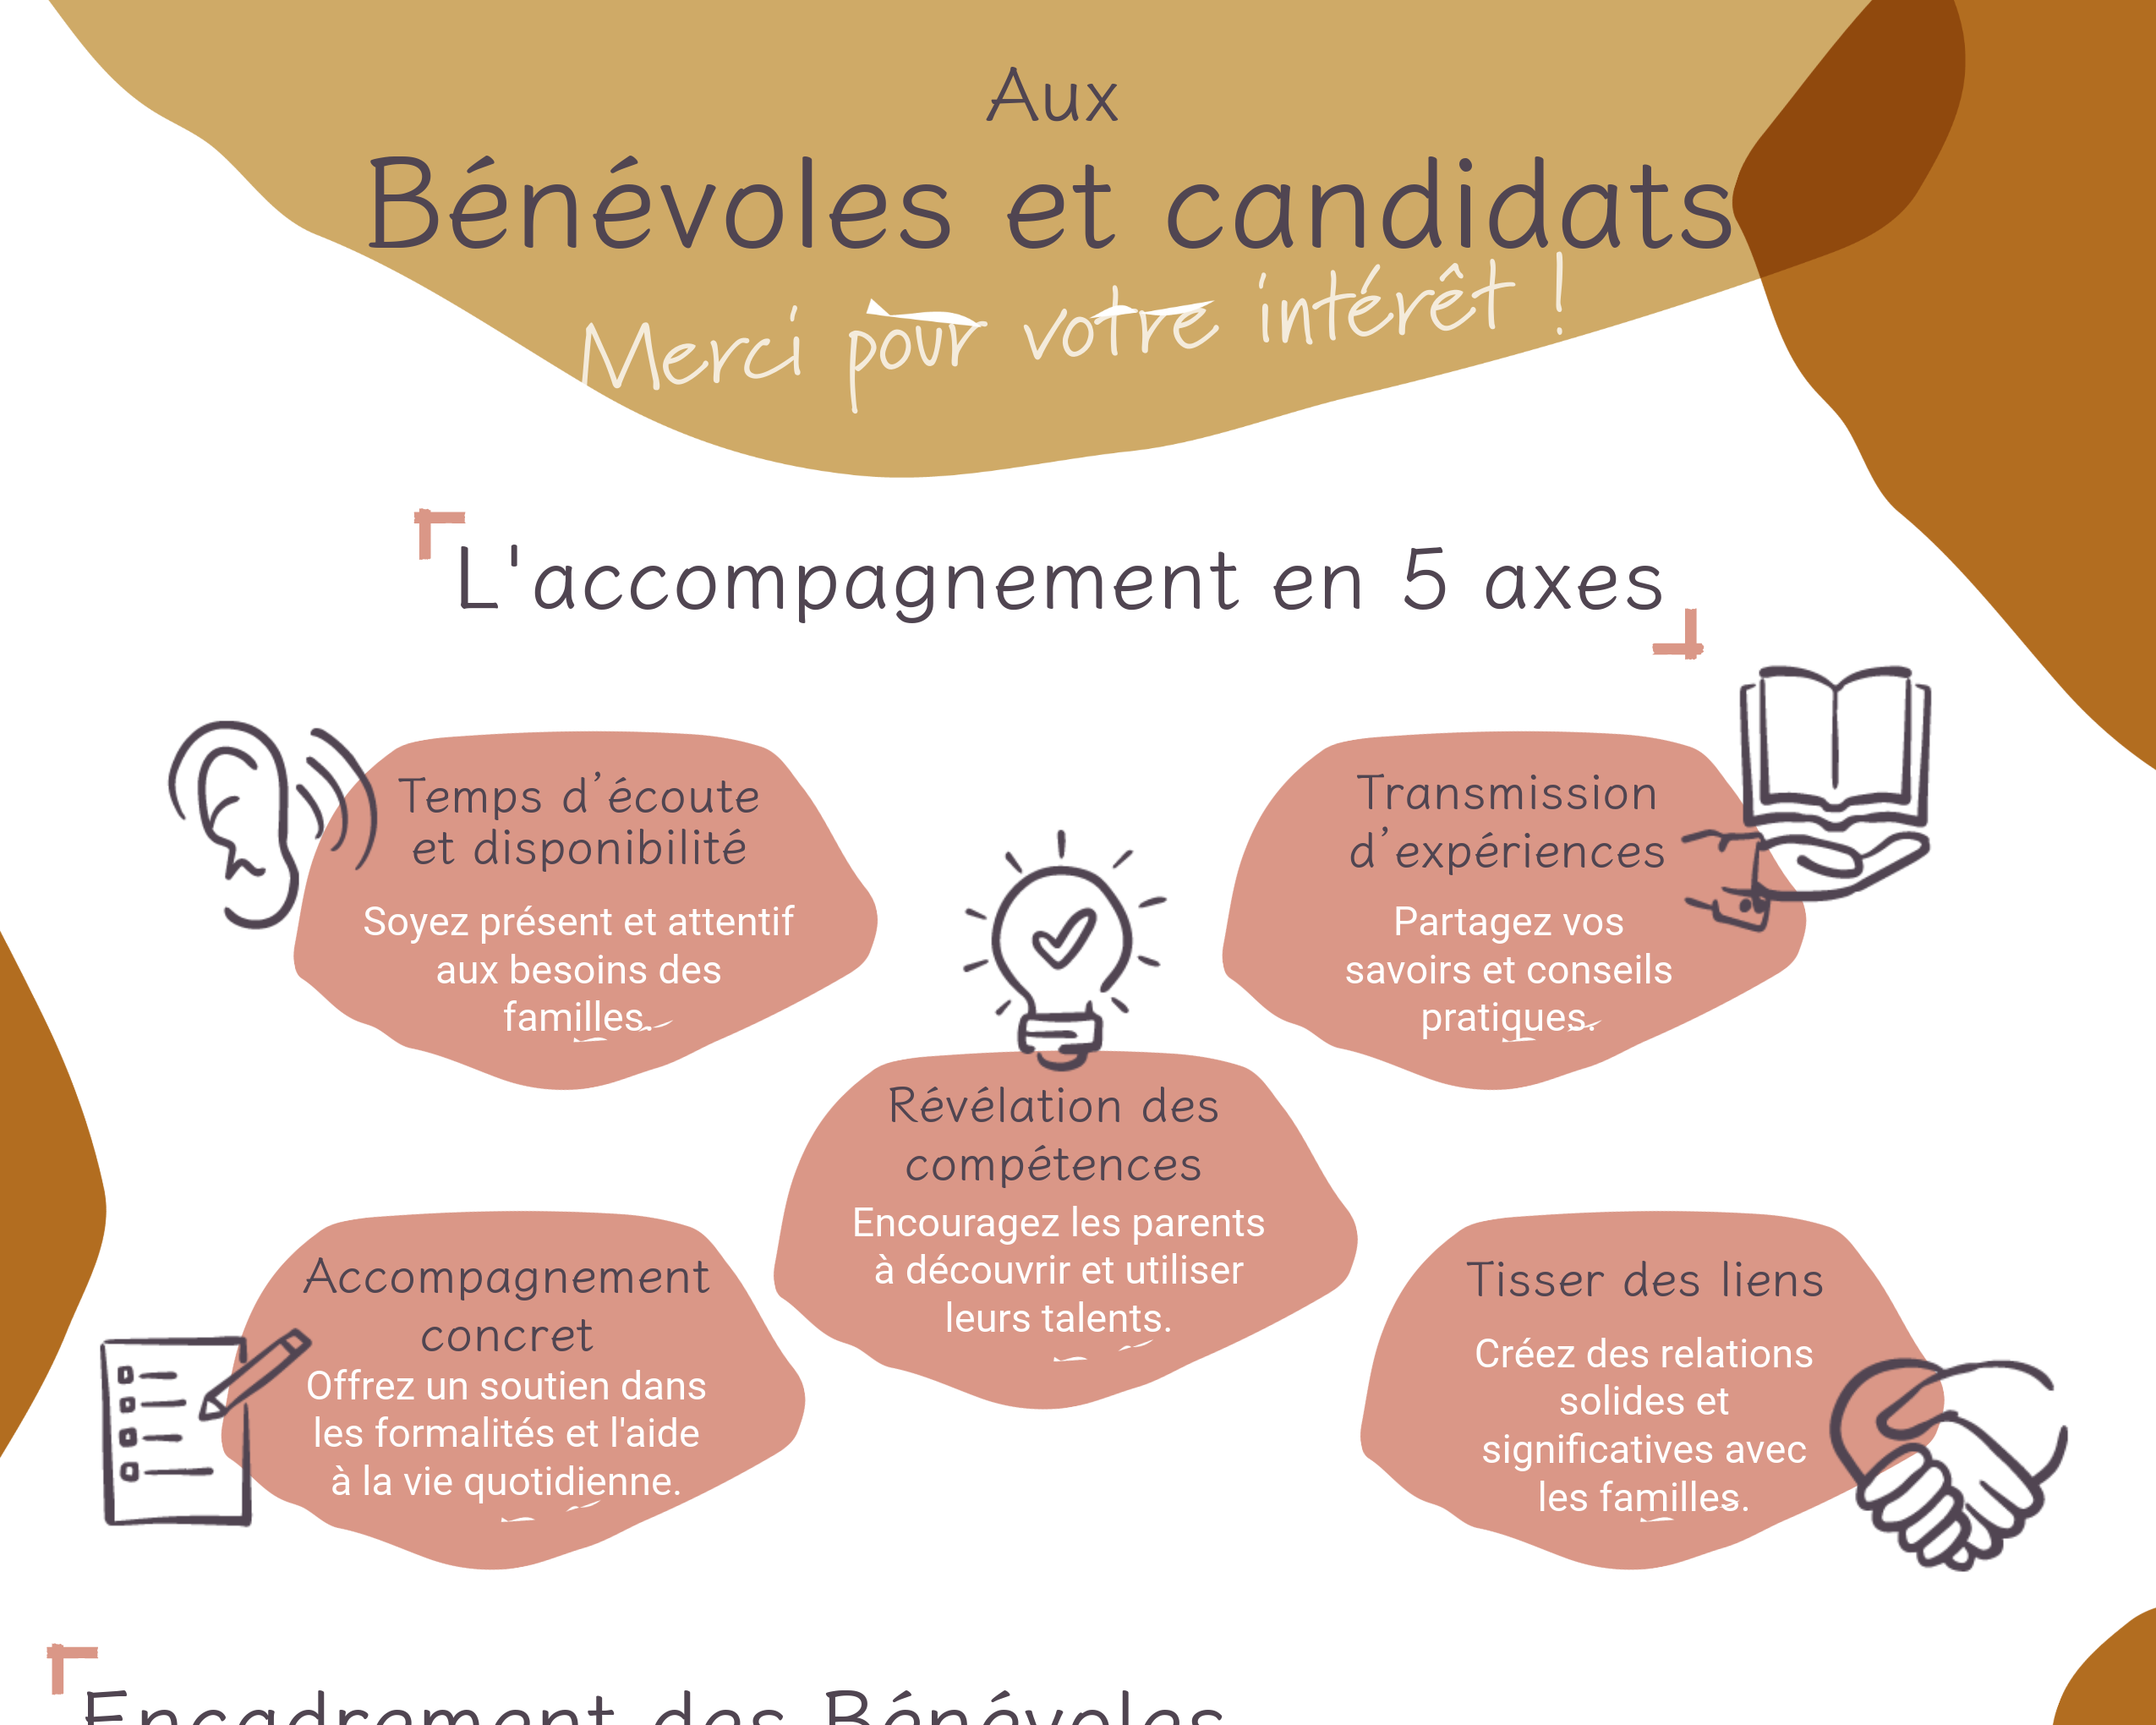 Aux
Bénévoles et candidats
Merci pour votre intérêt !
L'accompagnement en 5 axes
Temps d’écoute
et disponibilité
Soyez présent et attentif
aux besoins des
familles.
Transmission
d’expériences
Partagez vos
savoirs et conseils
pratiques.
Révélation des
compétences
Encouragez les parents
à découvrir et utiliser
leurs talents.
Accompagnement
concret
Offrez un soutien dans
les formalités et l'aide
à la vie quotidienne.
Tisser des liens
Créez des relations
solides et
significatives avec
les familles.
Encadrement des Bénévoles